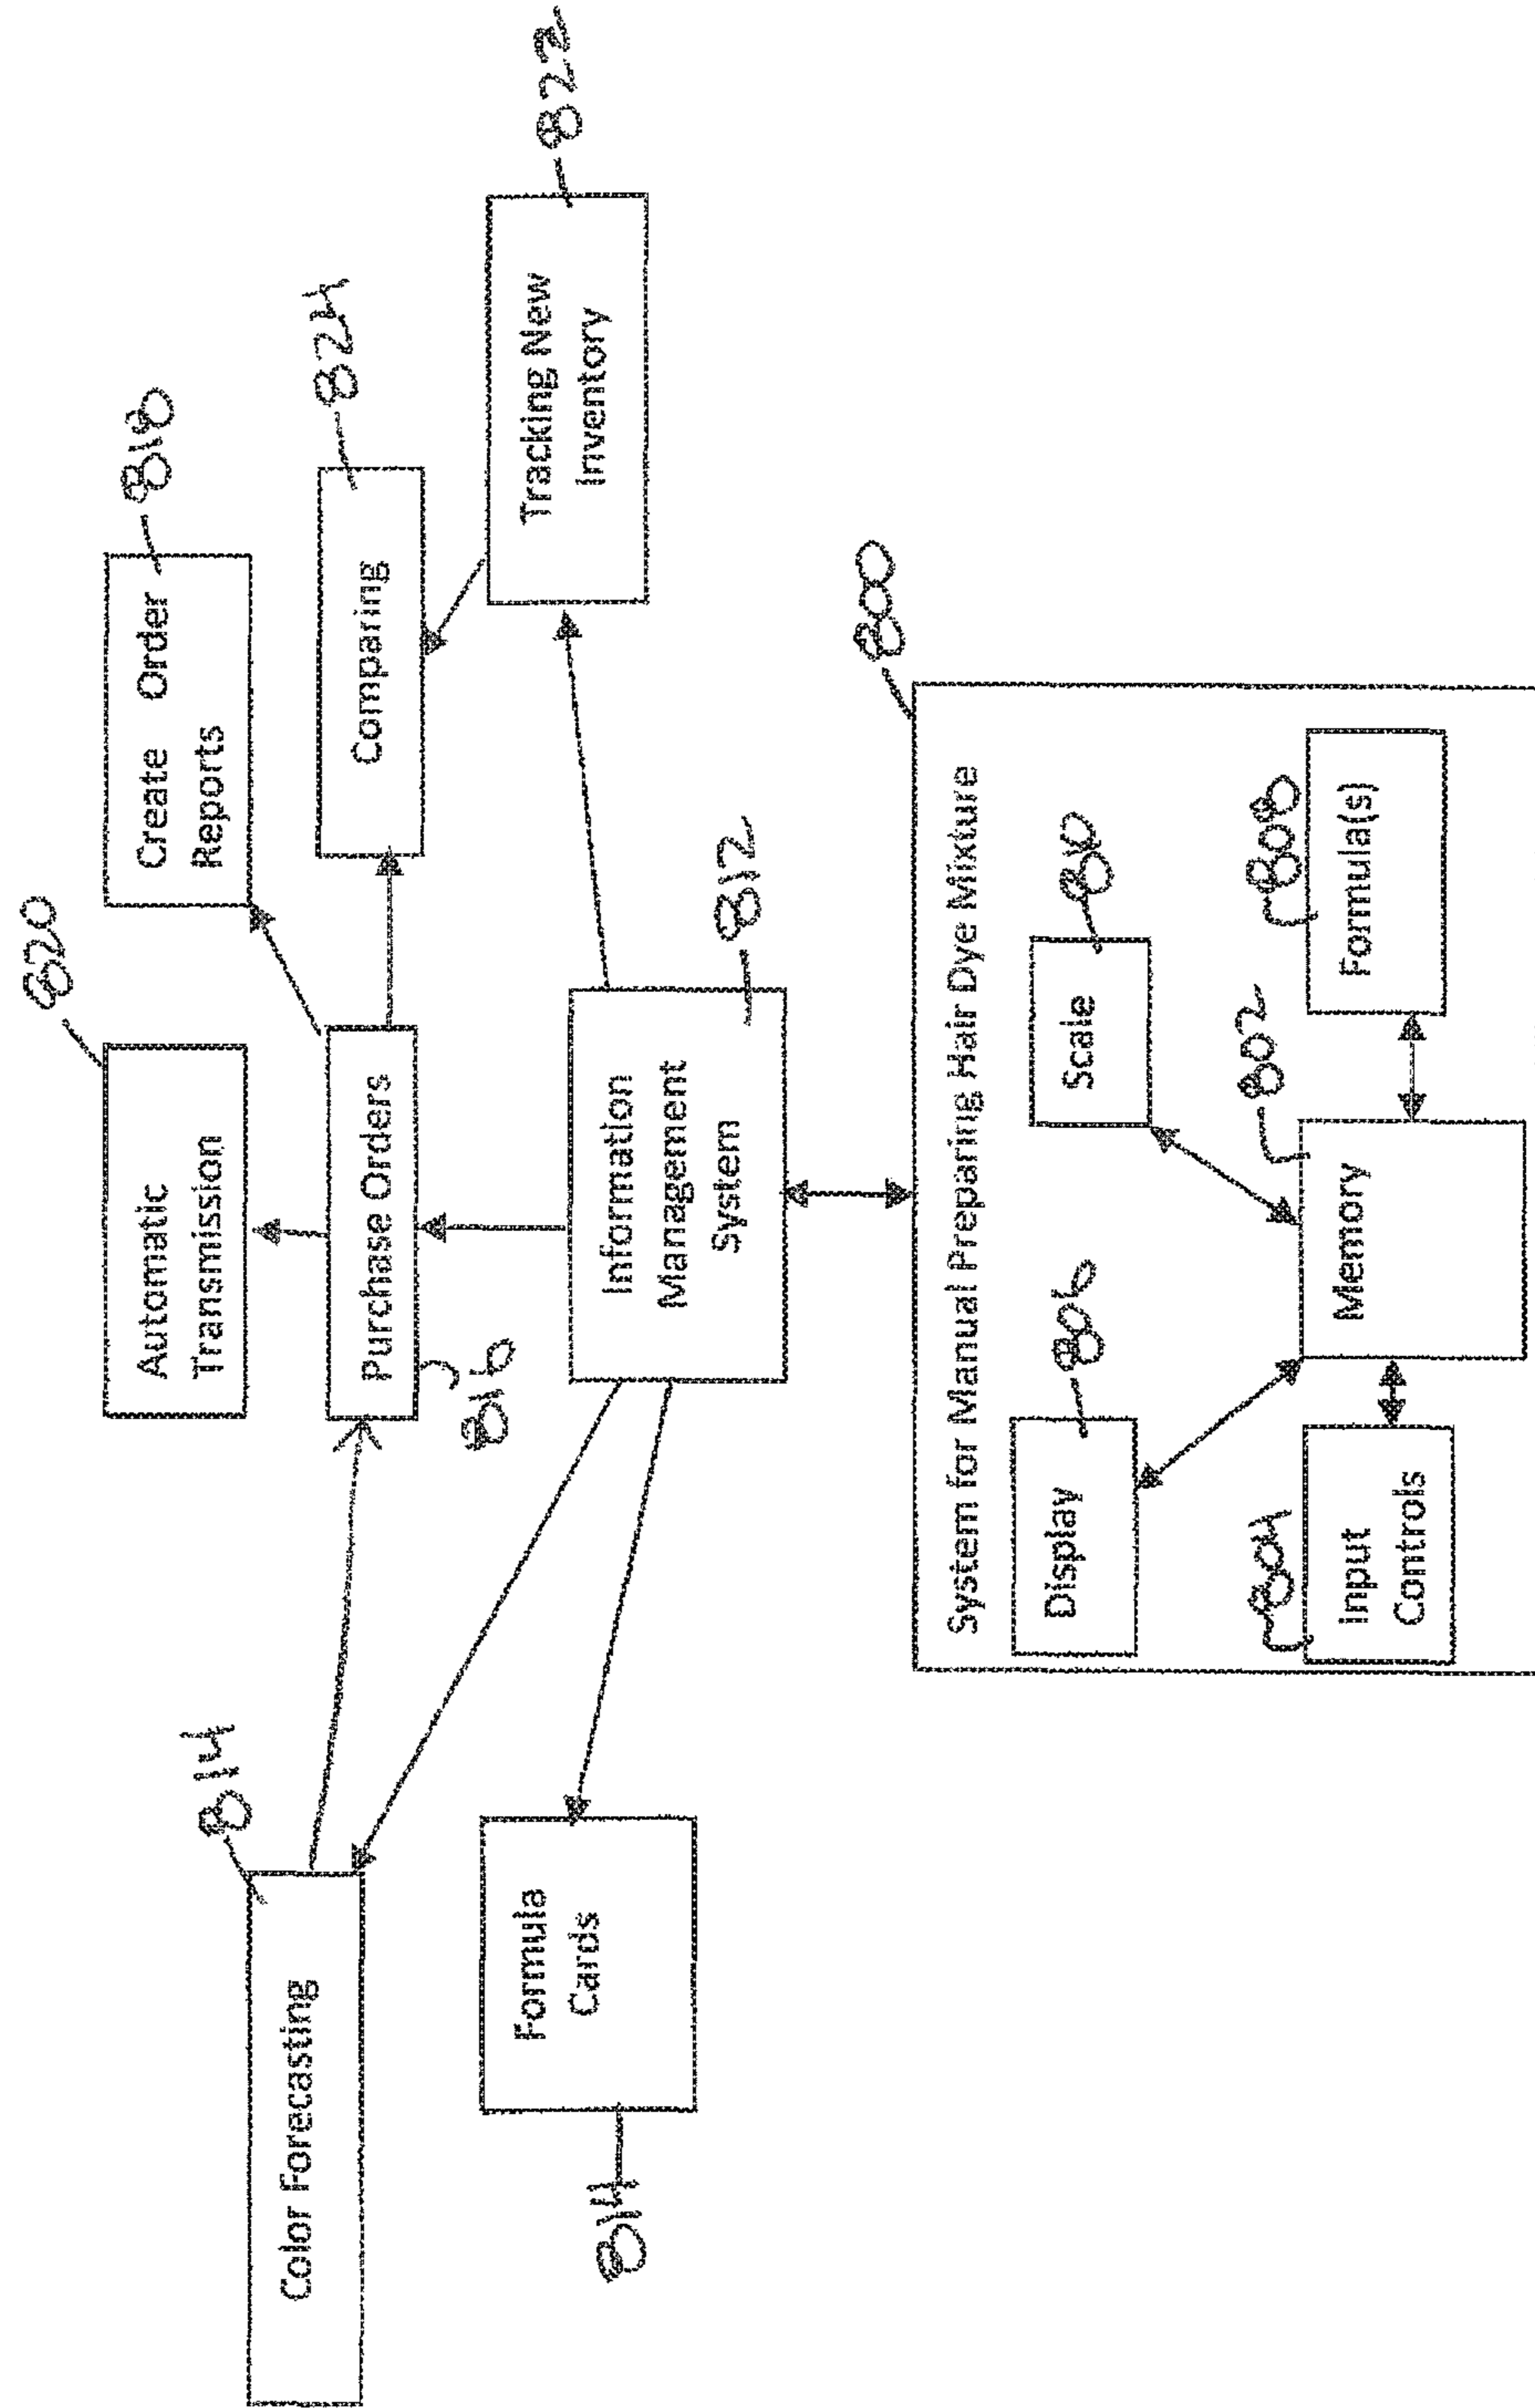 820
Automatic
Transmission
818
Create Order
Reports
814
Color Forecasting
Purchase Orders
816
824
Comparing
Formula
Cards
814
Information
Management
System
812
822
Tracking New
Inventory
800
System for Manual Preparing Hair Dye Mixture
806
Display
810
Scale
804
Input
Controls
802
Memory
808
Formula(s)